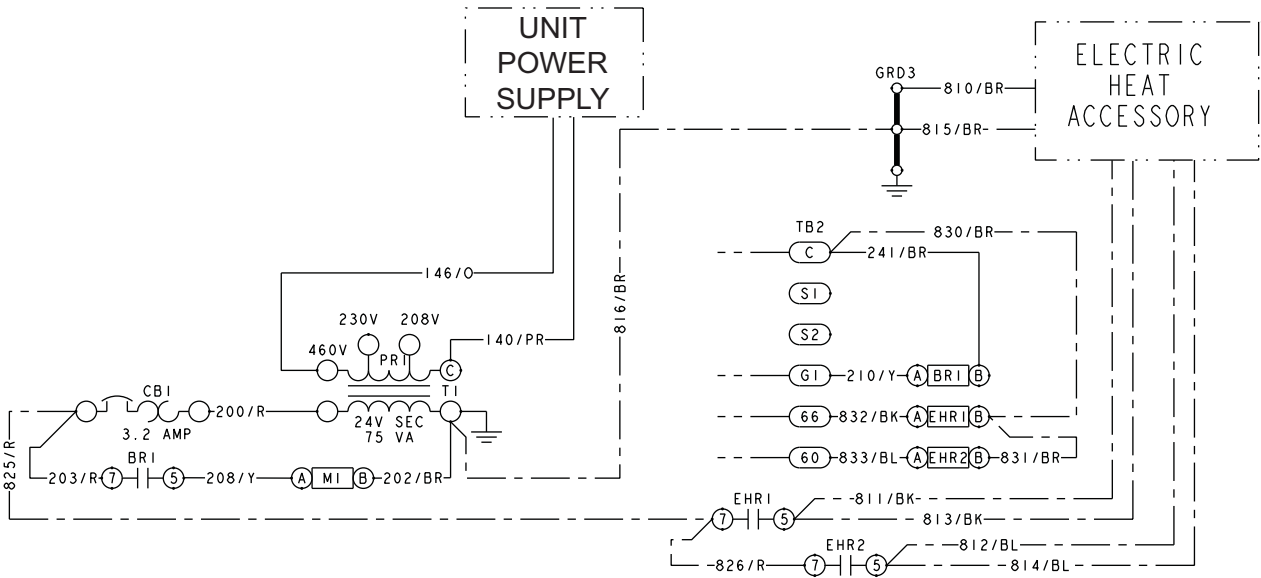 UNIT
POWER
SUPPLY
ELECTRIC
HEAT
ACCESSORY
GRD3
810/BR
815/BR
TB2
830/BR
C
241/BR
146/O
816/BR
S1
S2
230V 208V
140/PR
460V
PR1
C
G1 210/Y A BR1 B
CB1
T1
200/R
24V SEC
75 VA
3.2 AMP
66 832/BK A EHR1 B
825/R
BR1
60 833/BL A EHR2 B 831/BR
203/R 7 5 208/Y A M1 B 202/BR
EHR1
811/BK
7 5
813/BK
EHR2
812/BL
826/R 7 5
814/BL